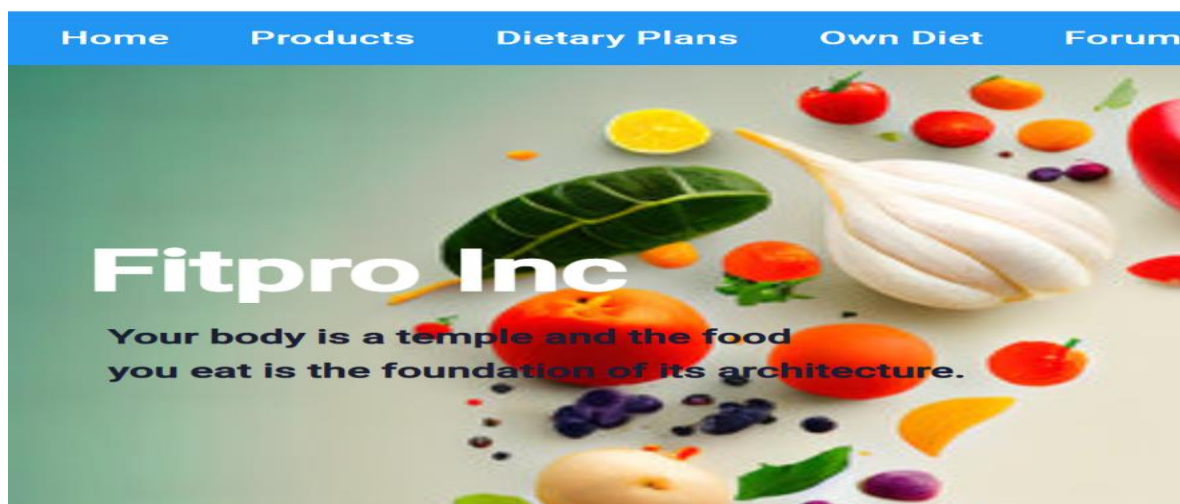 Home Products Dietary Plans Own Diet Forum
Fitpro Inc
Your body is a temple and the food
you eat is the foundation of its architecture.